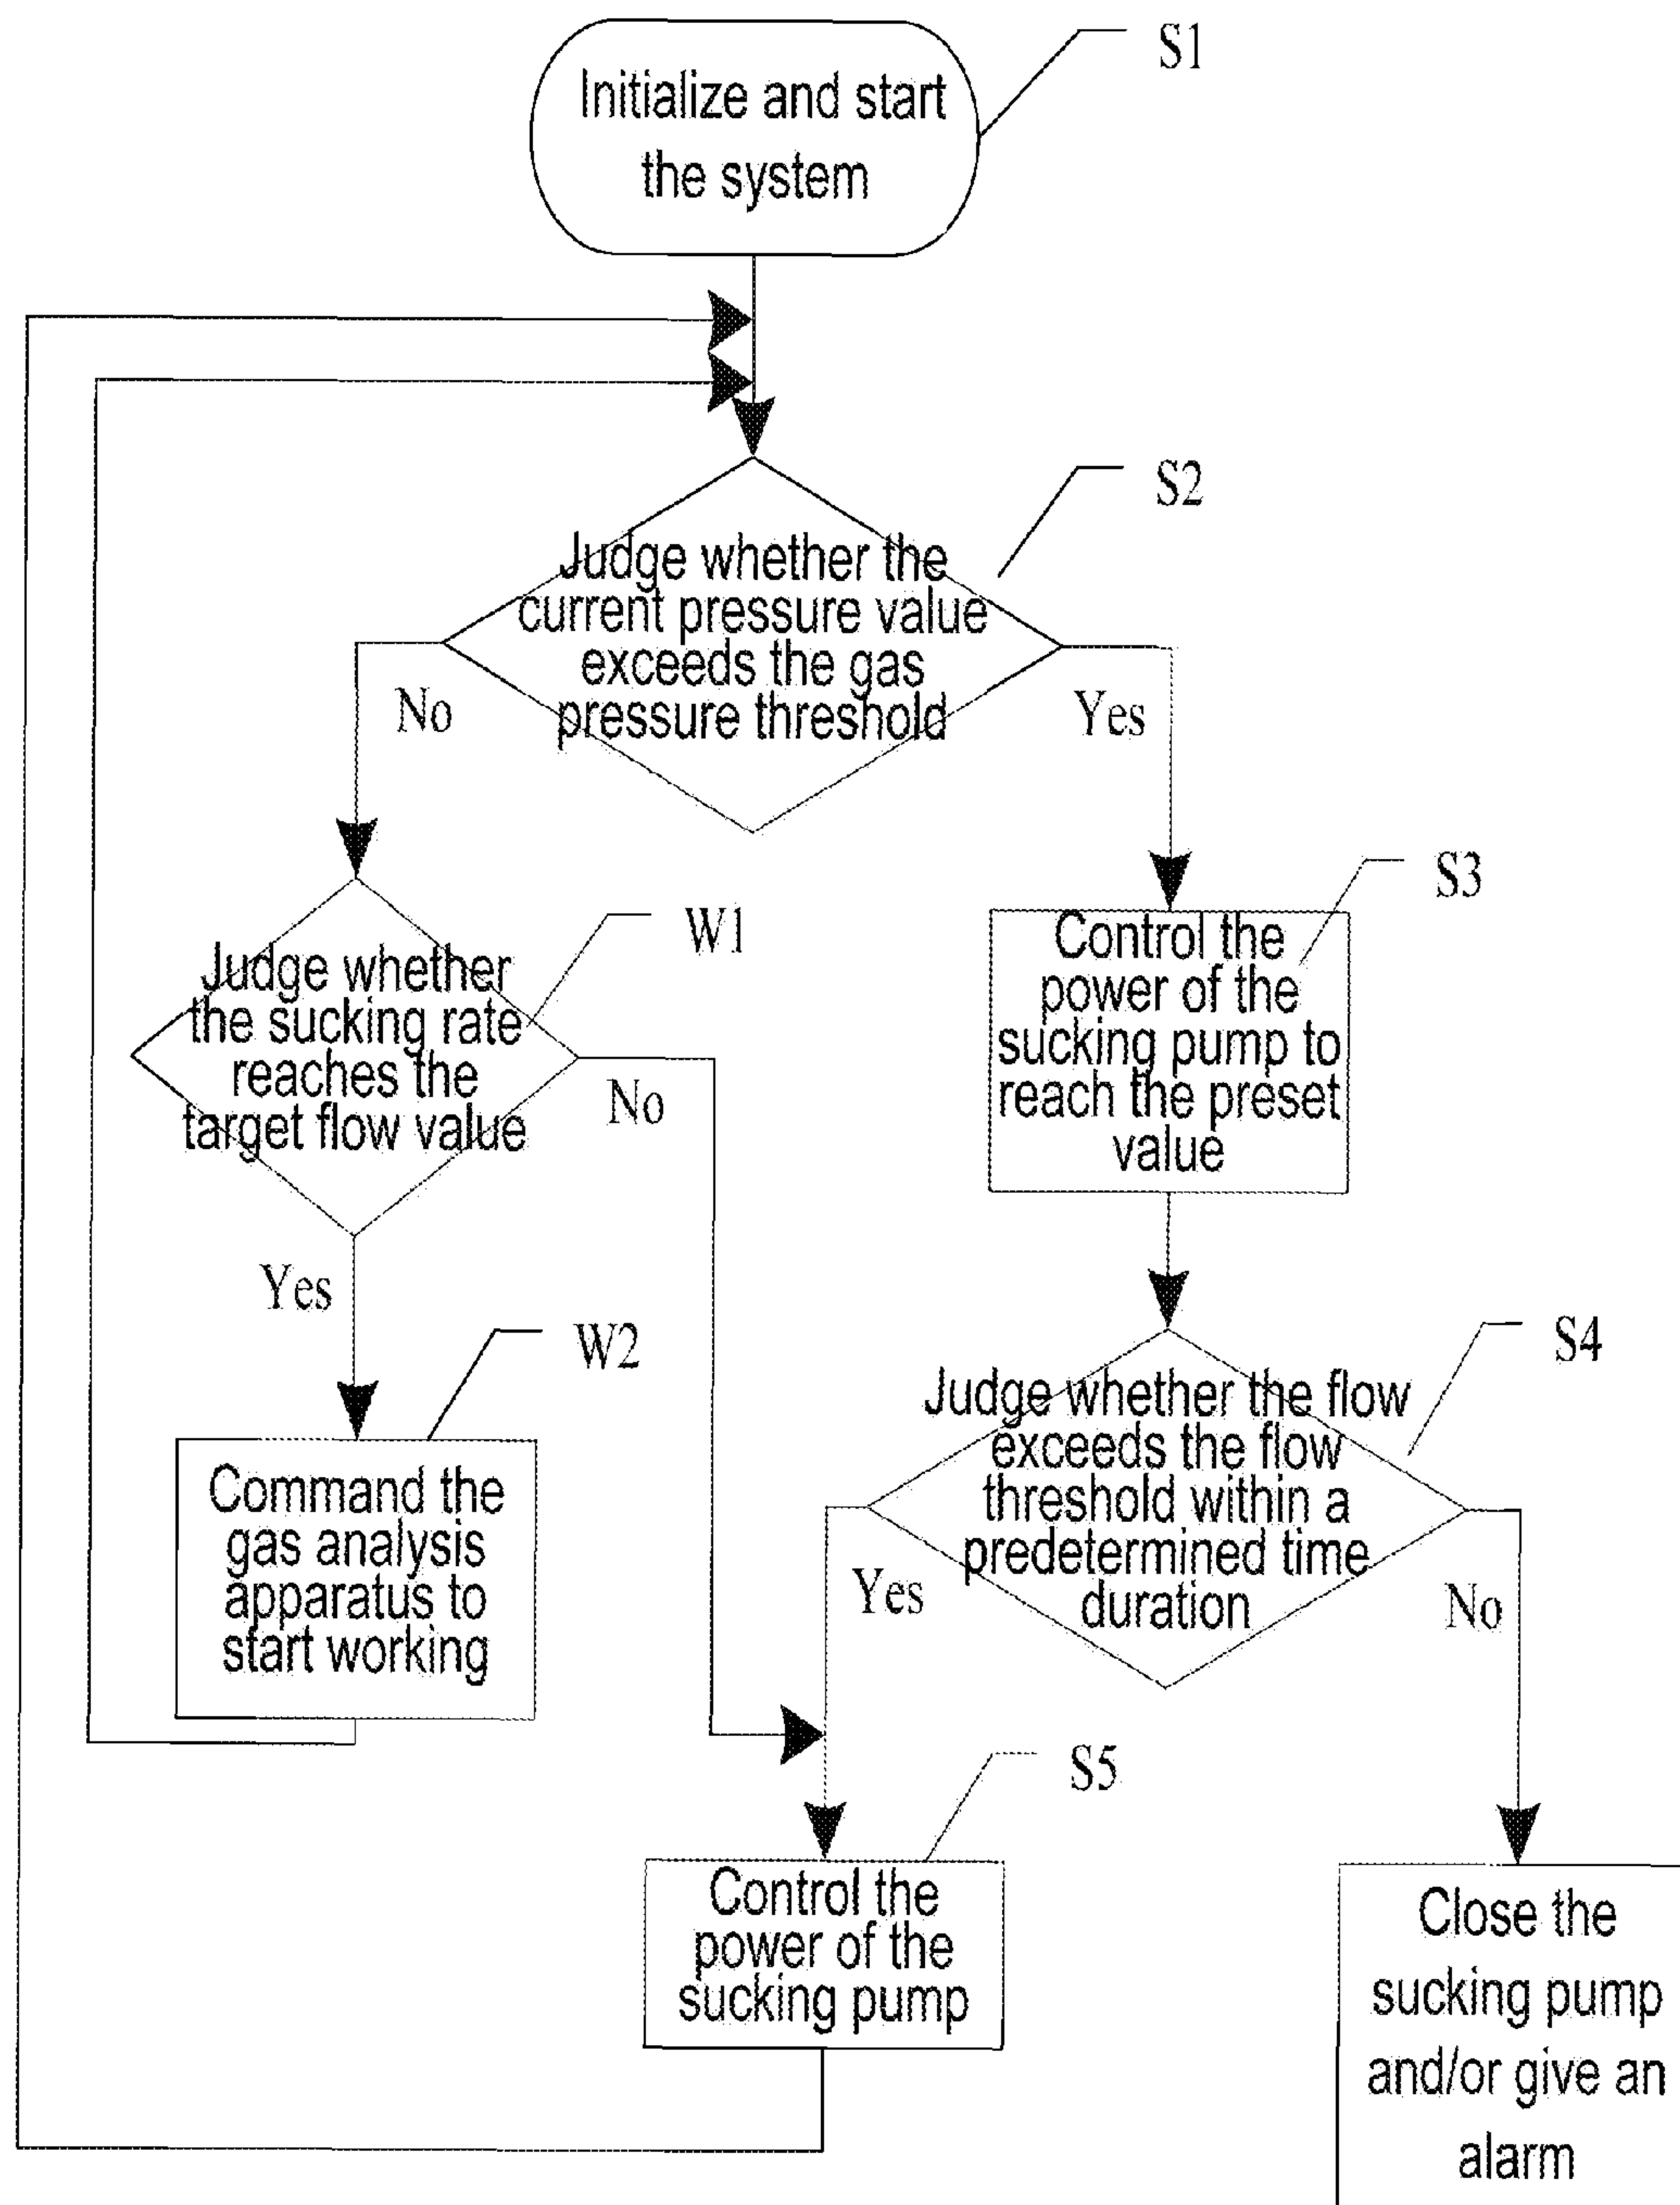 Initialize and start
the system
S1
Judge whether the
current pressure value
exceeds the gas
pressure threshold
S2
No
Yes
Judge whether
the sucking rate
reaches the
target flow value
W1
No
Yes
Control the
power of the
sucking pump to
reach the preset
value
S3
Command the
gas analysis
apparatus to
start working
W2
Judge whether the flow
exceeds the flow
threshold within a
predetermined time
duration
S4
Yes
No
Control the
power of the
sucking pump
S5
Close the
sucking pump
and/or give an
alarm